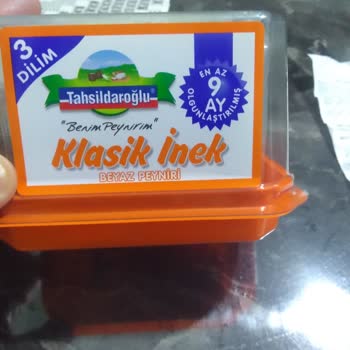 3
DİLİM
Tahsildaroğlu
"Benim Peynirim"
EN AZ
9
AY
OLGUNLAŞTIRILMIŞ
Klasik İnek
BEYAZ PEYNİRİ